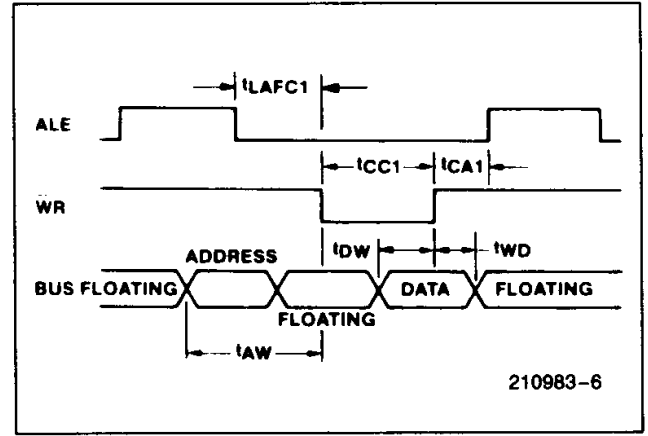 tLAFC1
ALE
tCC1 tCA1
WR
tDW tWD
ADDRESS
BUS FLOATING DATA FLOATING
FLOATING
tAW
210983-6